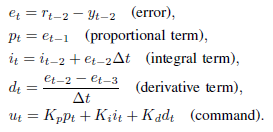 e_t = r_{t−2} − y_{t−2} (error),
p_t = e_{t−1} (proportional term),
i_t = i_{t−2} + e_{t−2}Δt (integral term),
d_t = \frac{e_{t−2} − e_{t−3}}{Δt} (derivative term),
u_t = K_p p_t + K_i i_t + K_d d_t (command).